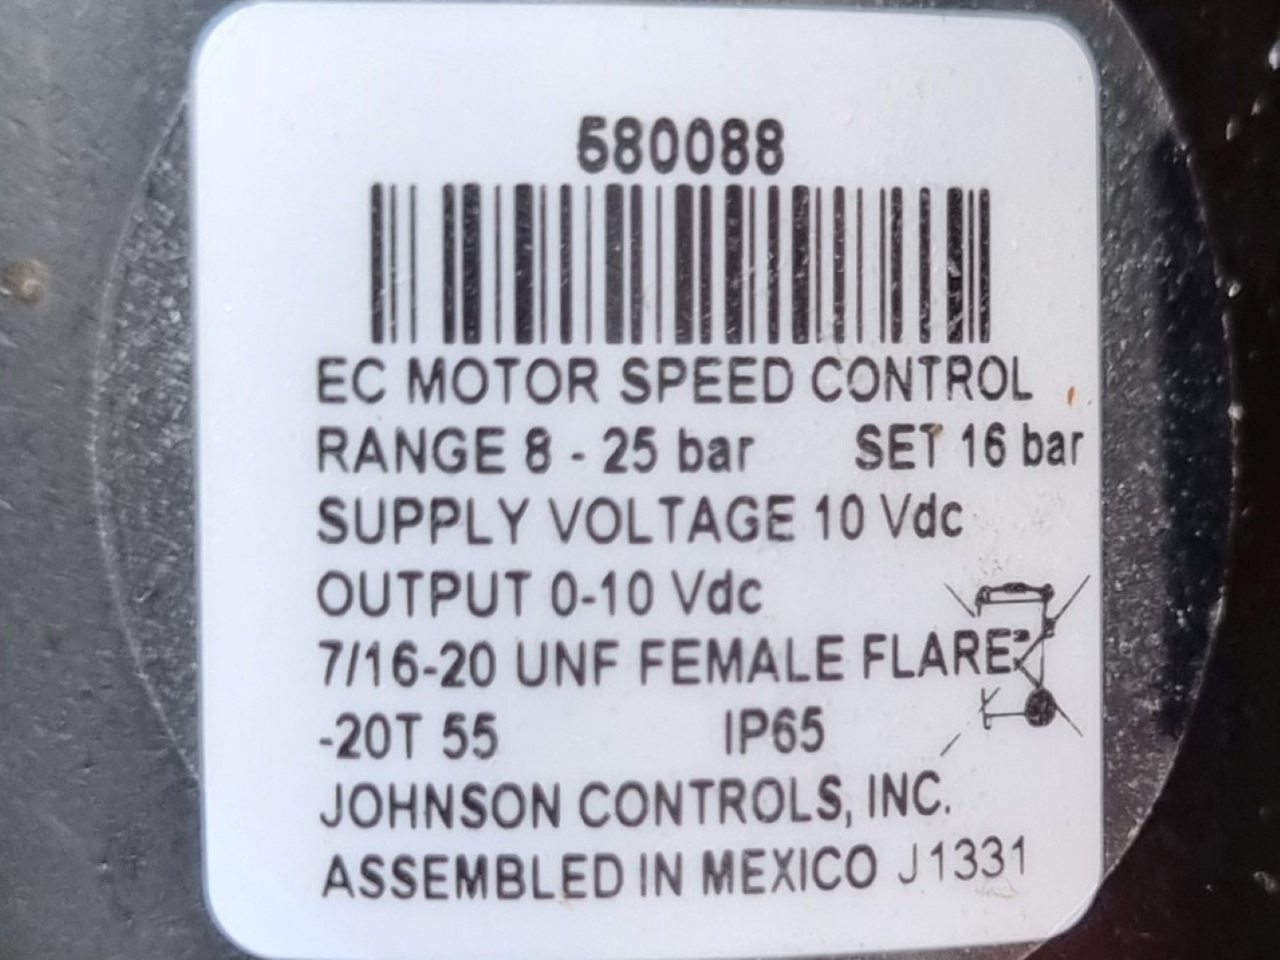 580088
EC MOTOR SPEED CONTROL
RANGE 8 - 25 bar SET 16 bar
SUPPLY VOLTAGE 10 Vdc
OUTPUT 0-10 Vdc
7/16-20 UNF FEMALE FLARE
-20T 55 IP65
JOHNSON CONTROLS, INC.
ASSEMBLED IN MEXICO J1331